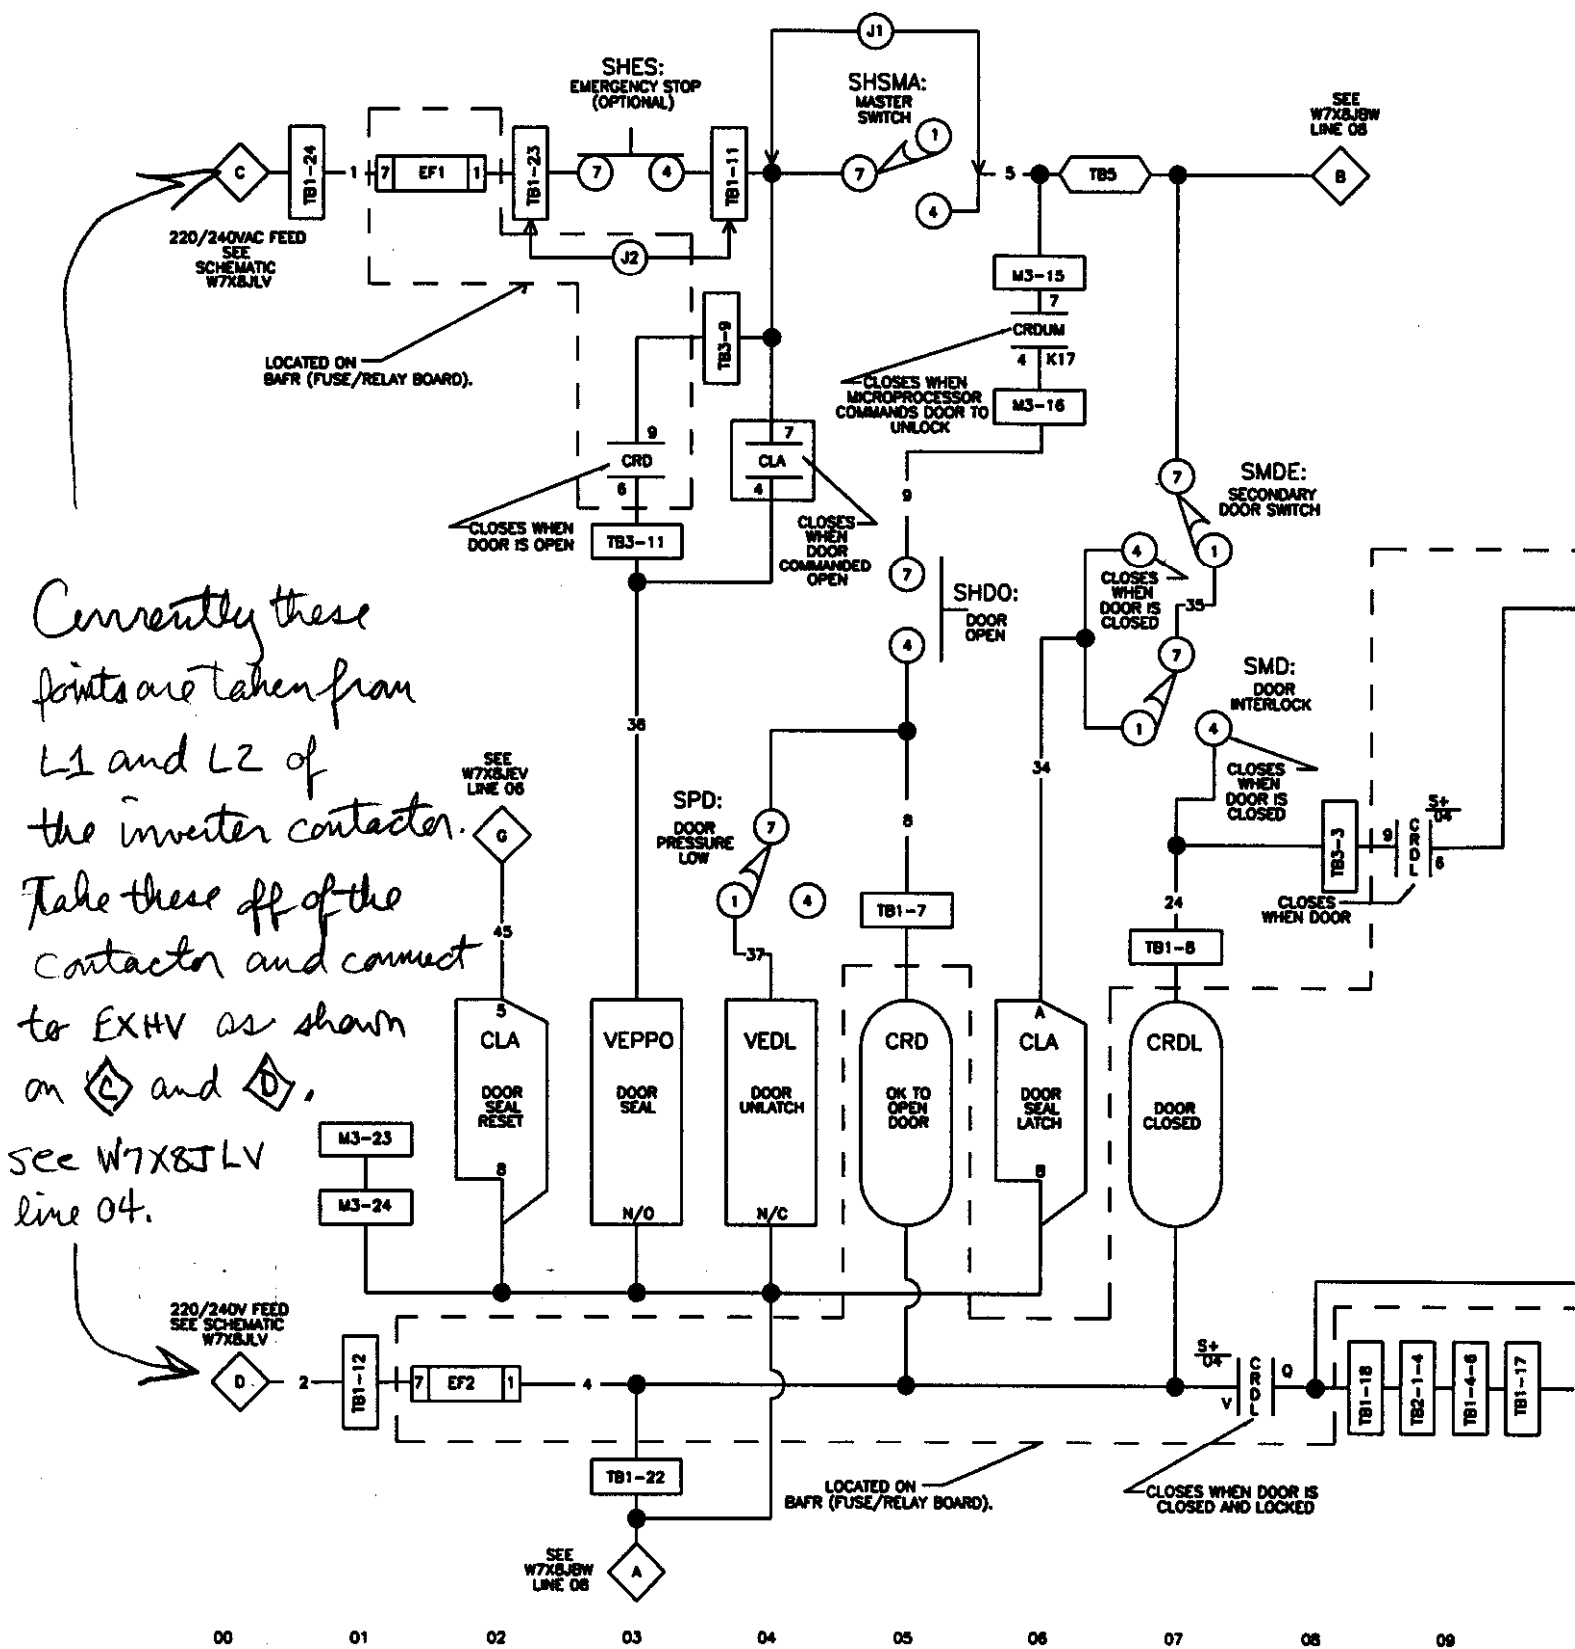 J1
SHES:
EMERGENCY STOP
(OPTIONAL)
SHSMA:
MASTER
SWITCH
SEE
W7X8JBW
LINE 08
C
TB1-24
1
7 EF1 1
TB1-23
7
4
TB1-11
7
1
4
5
TB5
B
220/240VAC FEED
SEE
SCHEMATIC
W7X8JLV
J2
LOCATED ON
BAFR (FUSE/RELAY BOARD).
TB3-9
M3-15
7
CRDUM
4 K17
M3-16
CLOSES WHEN
MICROPROCESSOR
COMMANDS DOOR TO
UNLOCK
9
CRD
6
7
CLA
4
CLOSES WHEN
DOOR IS OPEN
TB3-11
CLOSES
WHEN
DOOR
COMMANDED
OPEN
9
7
4
SHDO:
DOOR
OPEN
7
SMDE:
SECONDARY
DOOR SWITCH
4
1
CLOSES
WHEN
DOOR IS
CLOSED
35
7
SMD:
DOOR
INTERLOCK
1
4
CLOSES
WHEN
DOOR IS
CLOSED
Currently these
points are taken from
L1 and L2 of
the inverter contactor.
Take these off of the
contactor and connect
to EXHV as shown
on C and D.
see W7X8JLV
line 04.
38
34
SEE
W7X8JEV
LINE 06
G
45
SPD:
DOOR
PRESSURE
LOW
7
1
4
37
8
TB1-7
24
TB1-8
TB3-3
9
CRDL
6
S+
04
CLOSES
WHEN DOOR
5
CLA
DOOR
SEAL
RESET
8
VEPPO
DOOR
SEAL
N/O
VEDL
DOOR
UNLATCH
N/C
CRD
OK TO
OPEN
DOOR
A
CLA
DOOR
SEAL
LATCH
B
CRDL
DOOR
CLOSED
M3-23
M3-24
220/240V FEED
SEE SCHEMATIC
W7X8JLV
D
2
TB1-12
7 EF2 1
4
S+
04
V
CRDL
Q
TB1-18
TB2-1-4
TB1-4-6
TB1-17
TB1-22
LOCATED ON
BAFR (FUSE/RELAY BOARD).
CLOSES WHEN DOOR IS
CLOSED AND LOCKED
SEE
W7X8JBW
LINE 08
A
00 01 02 03 04 05 06 07 08 09